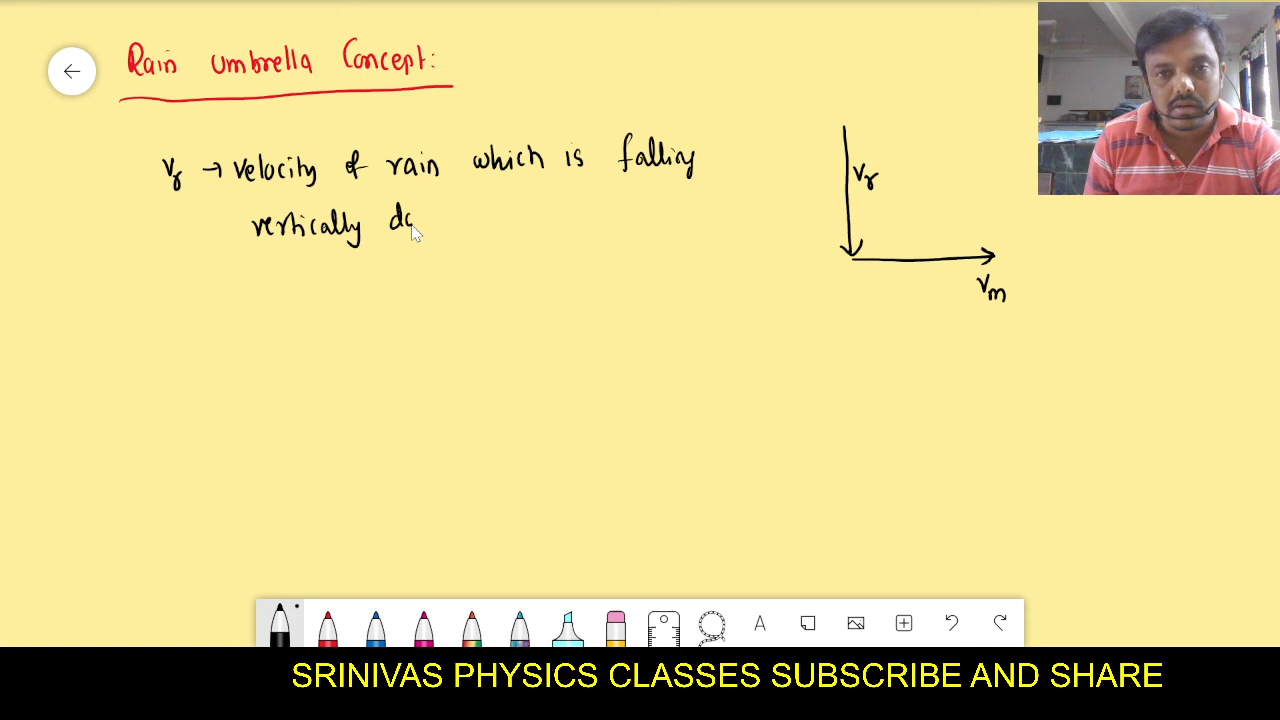 Rain umbrella Concept:
vr → velocity of rain which is falling
vertically do
vr
vm
A
SRINIVAS PHYSICS CLASSES SUBSCRIBE AND SHARE